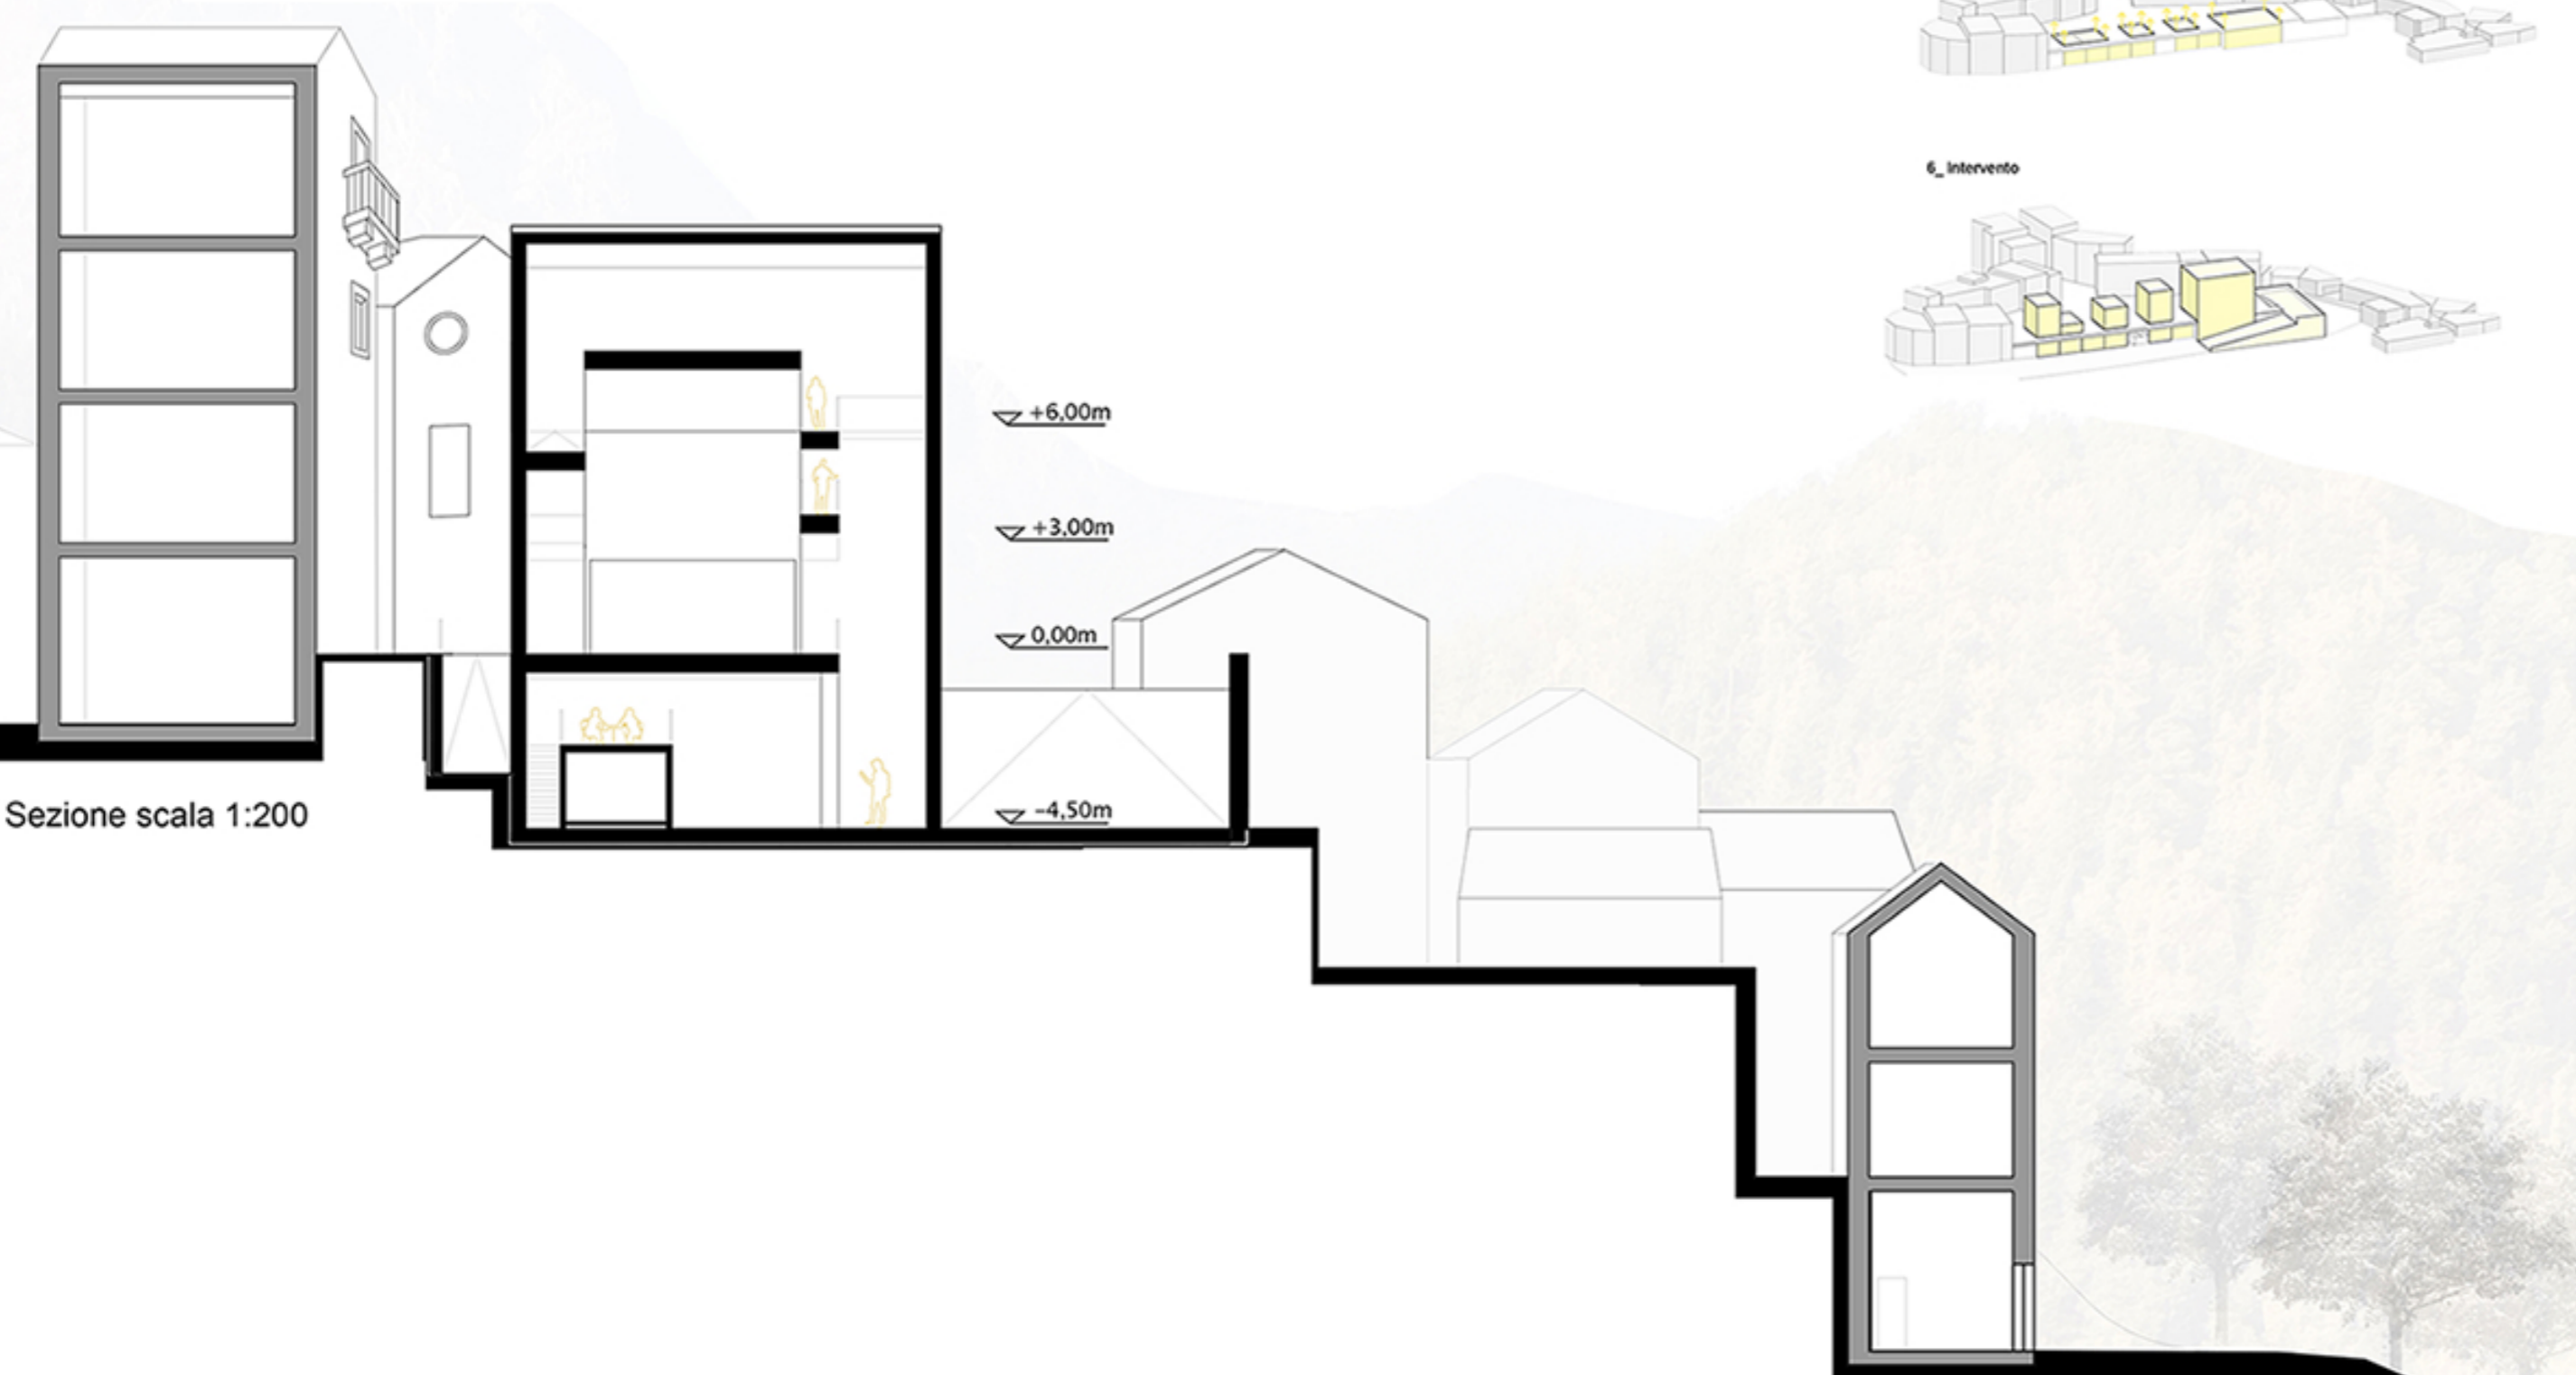 6_ Intervento
+6,00m
+3,00m
0,00m
-4,50m
Sezione scala 1:200